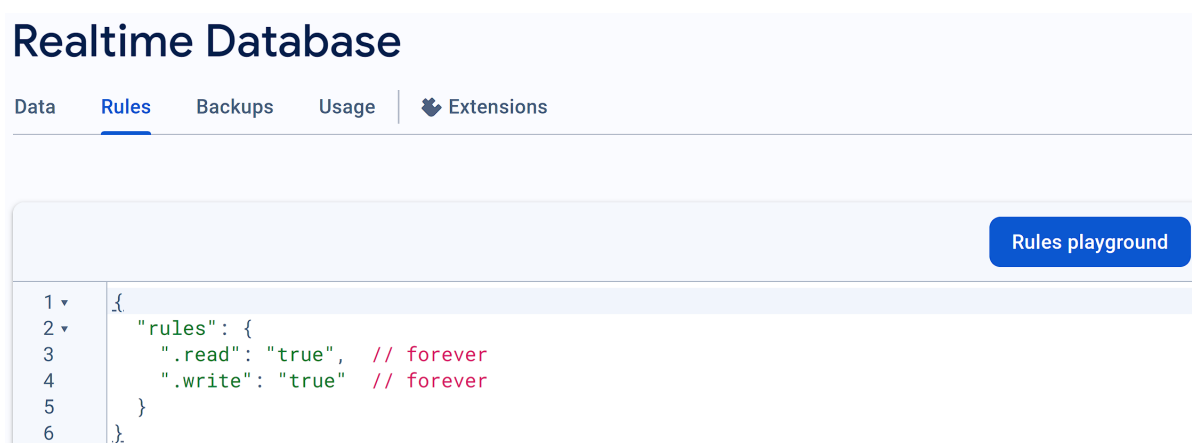 Realtime Database
Data Rules Backups Usage Extensions
Rules playground
1 {
2 "rules": {
3 ".read": "true", // forever
4 ".write": "true" // forever
5 }
6 }